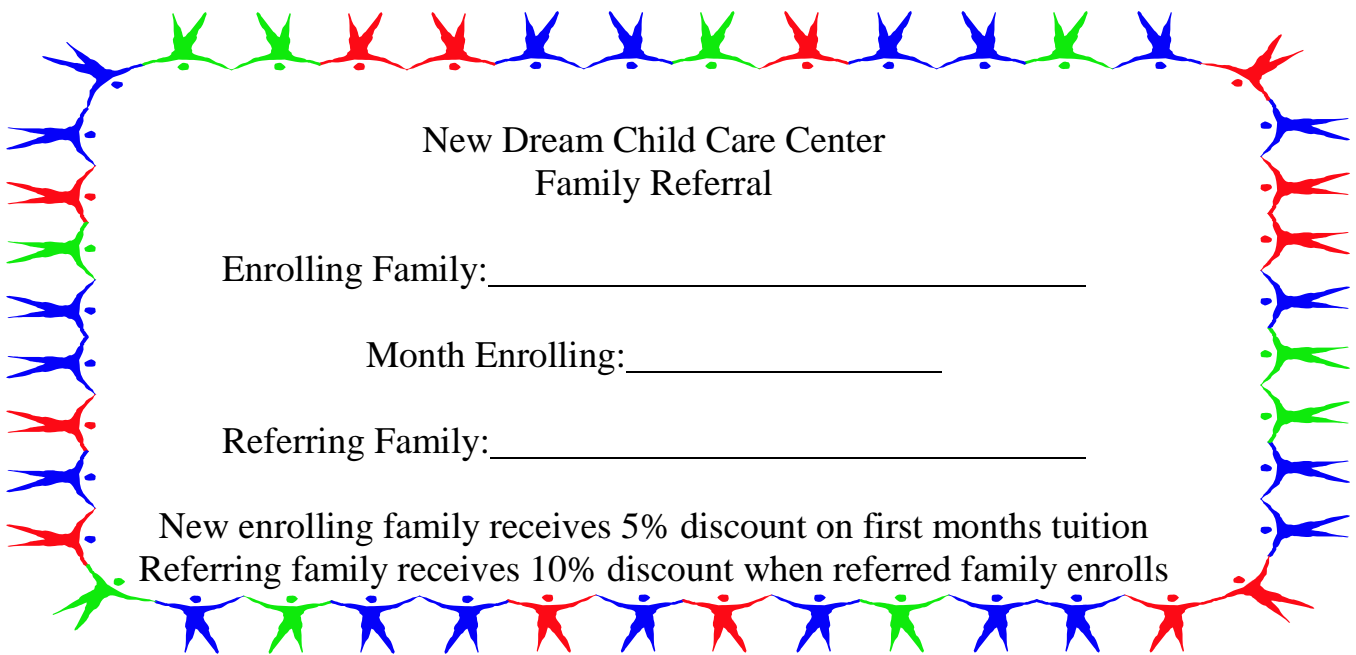 New Dream Child Care Center
Family Referral
Enrolling Family:
Month Enrolling:
Referring Family:
New enrolling family receives 5% discount on first months tuition
Referring family receives 10% discount when referred family enrolls